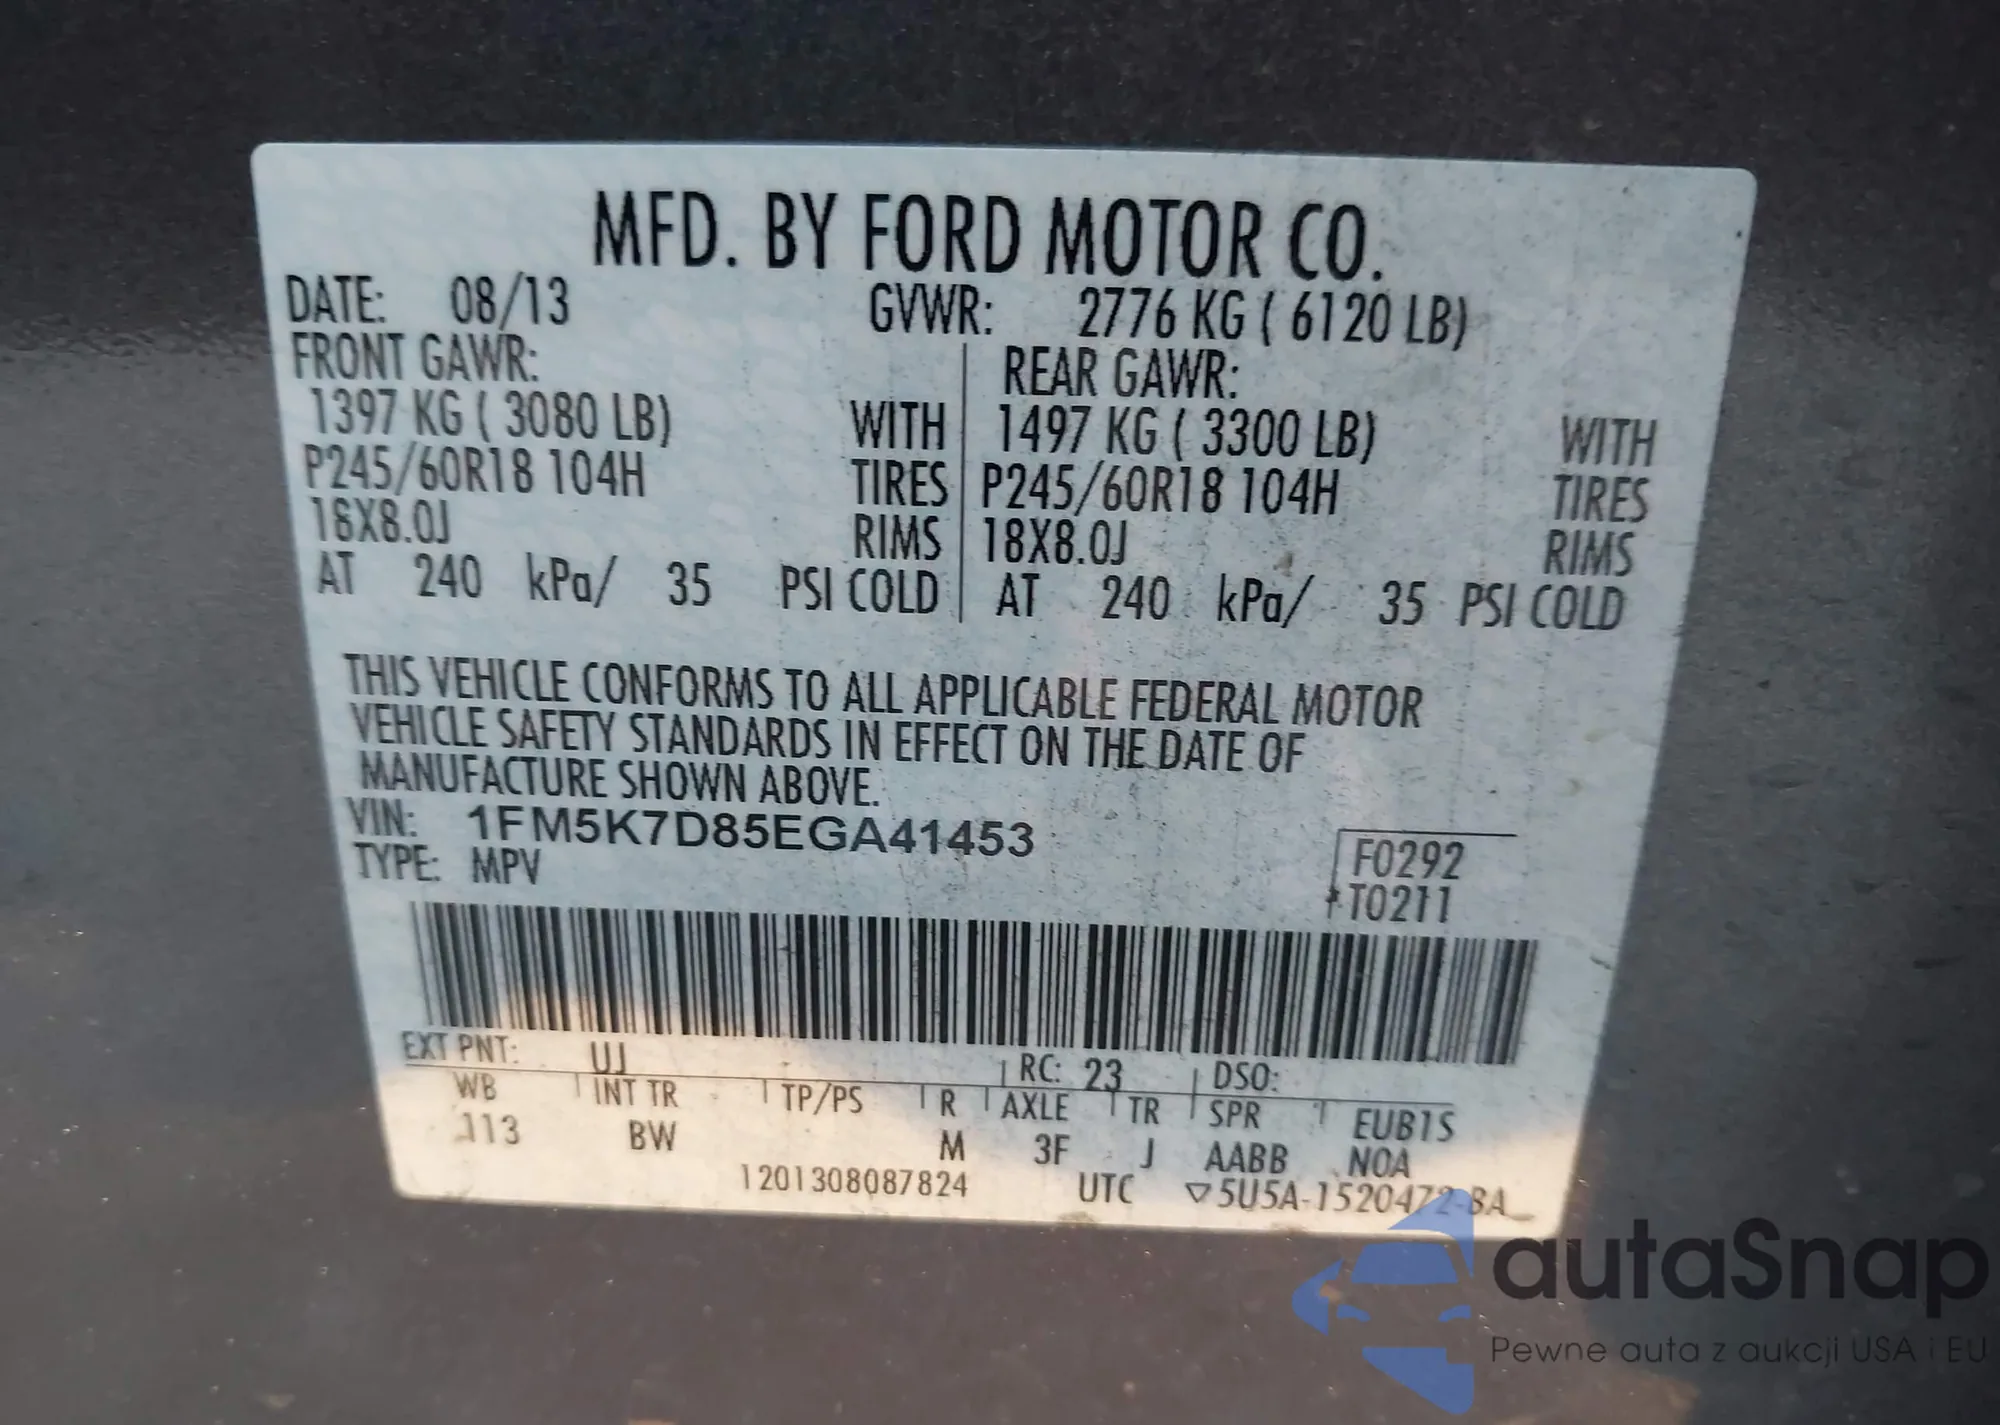 MFD. BY FORD MOTOR CO.
DATE: 08/13 GVWR: 2776 KG ( 6120 LB)
FRONT GAWR: REAR GAWR:
1397 KG ( 3080 LB) WITH 1497 KG ( 3300 LB) WITH
P245/60R18 104H TIRES P245/60R18 104H TIRES
18X8.0J RIMS 18X8.0J RIMS
AT 240 kPa/ 35 PSI COLD AT 240 kPa/ 35 PSI COLD
THIS VEHICLE CONFORMS TO ALL APPLICABLE FEDERAL MOTOR
VEHICLE SAFETY STANDARDS IN EFFECT ON THE DATE OF
MANUFACTURE SHOWN ABOVE.
VIN: 1FM5K7D85EGA41453
TYPE: MPV
F0292
*T0211
EXT PNT: UJ RC: 23 DSO:
WB INT TR TP/PS R AXLE TR SPR EUB1S
113 BW M 3F J AABB NOA
1201308087824 UTC ▽5U5A-1520472-BA
autaSnap
Pewne auta z aukcji USA i EU